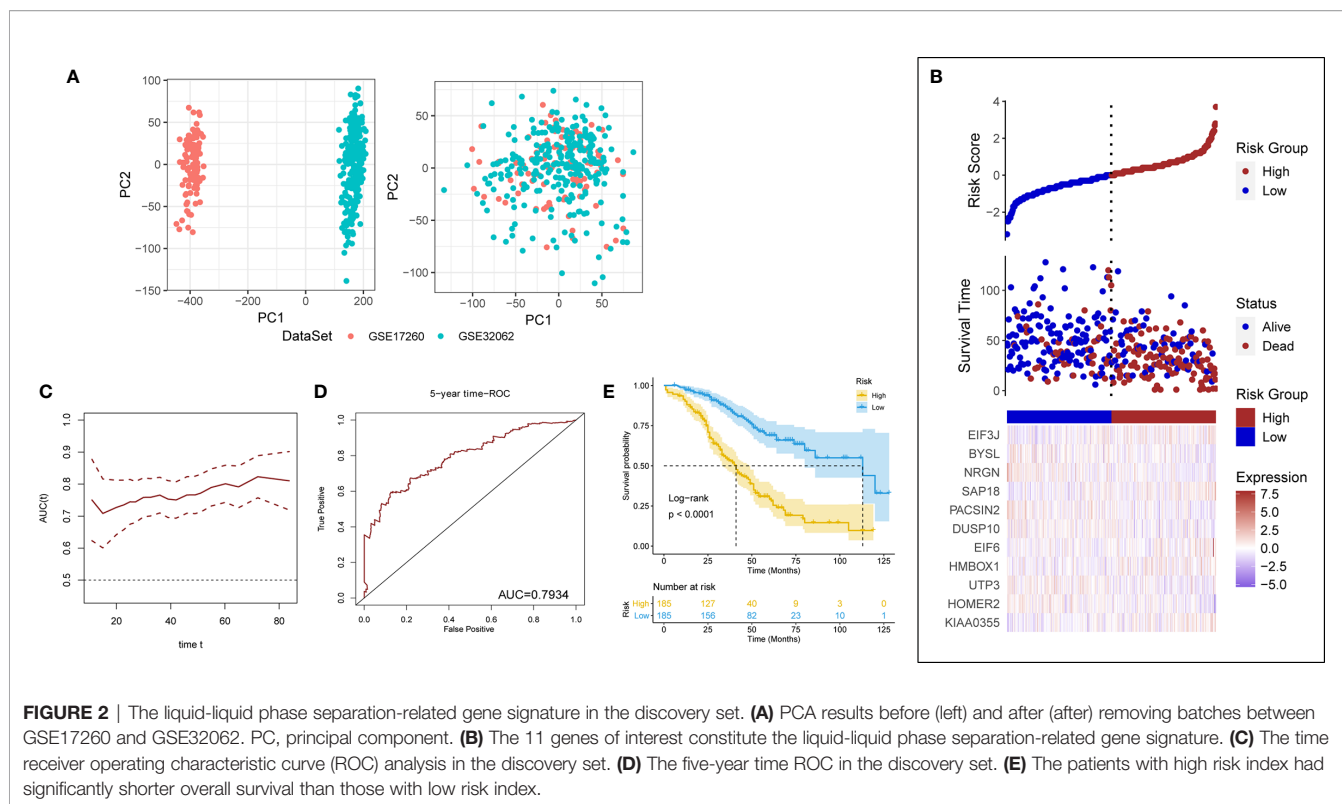 A
100
50
0
−50
−100
−150
PC2
−400
−200
0
200
PC1
50
0
−50
−100
PC2
−100
−50
0
50
PC1
DataSet GSE17260 GSE32062
B
4
2
0
−2
Risk Score
Risk Group
High
Low
100
50
0
Survival Time
Status
Alive
Dead
Risk Group
High
Low
EIF3J
BYSL
NRGN
SAP18
PACSIN2
DUSP10
EIF6
HMBOX1
UTP3
HOMER2
KIAA0355
Expression
7.5
5.0
2.5
0.0
−2.5
−5.0
C
1.0
0.9
0.8
0.7
0.6
0.5
AUC(t)
20
40
60
80
time t
D
5−year time−ROC
1.0
0.8
0.6
0.4
0.2
0.0
True Positive
AUC=0.7934
0.0
0.2
0.4
0.6
0.8
1.0
False Positive
E
Risk
High
Low
1.00
0.75
0.50
0.25
0.00
Survival probability
Log−rank
p < 0.0001
0 25 50 75 100 125
Time (Months)
Number at risk
Risk
High 185 127 40 9 3 0
Low 185 156 82 23 10 1
0 25 50 75 100 125
Time (Months)
FIGURE 2 | The liquid-liquid phase separation-related gene signature in the discovery set. (A) PCA results before (left) and after (after) removing batches between
GSE17260 and GSE32062. PC, principal component. (B) The 11 genes of interest constitute the liquid-liquid phase separation-related gene signature. (C) The time
receiver operating characteristic curve (ROC) analysis in the discovery set. (D) The five-year time ROC in the discovery set. (E) The patients with high risk index had
significantly shorter overall survival than those with low risk index.